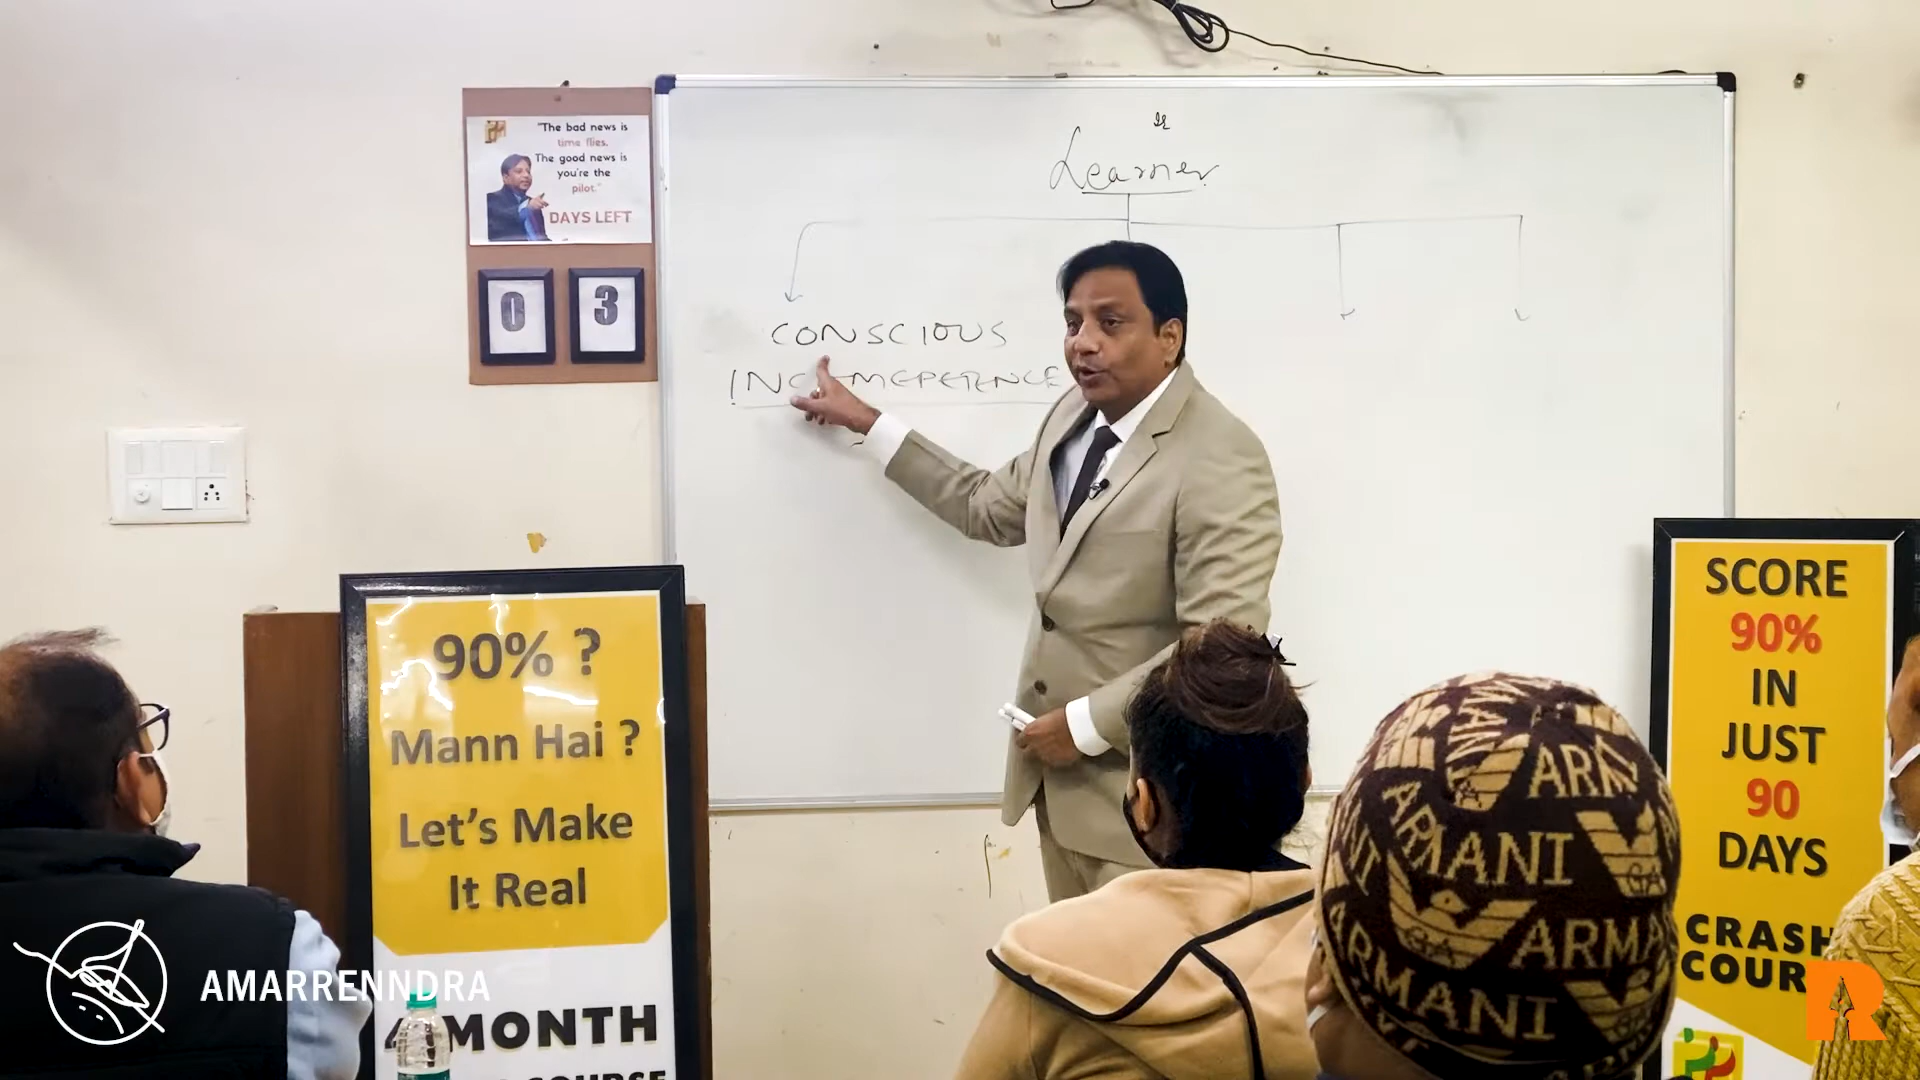 "The bad news is
time flies.
The good news is
you're the
pilot."
DAYS LEFT
0 3
Learner
CONSCIOUS
90% ?
Mann Hai ?
Let's Make
It Real
MONTH
COURSE
SCORE
90%
IN
JUST
90
DAYS
CRASH
ARMANI
ARMANI
ARMANI
AMARRENNDRA
R